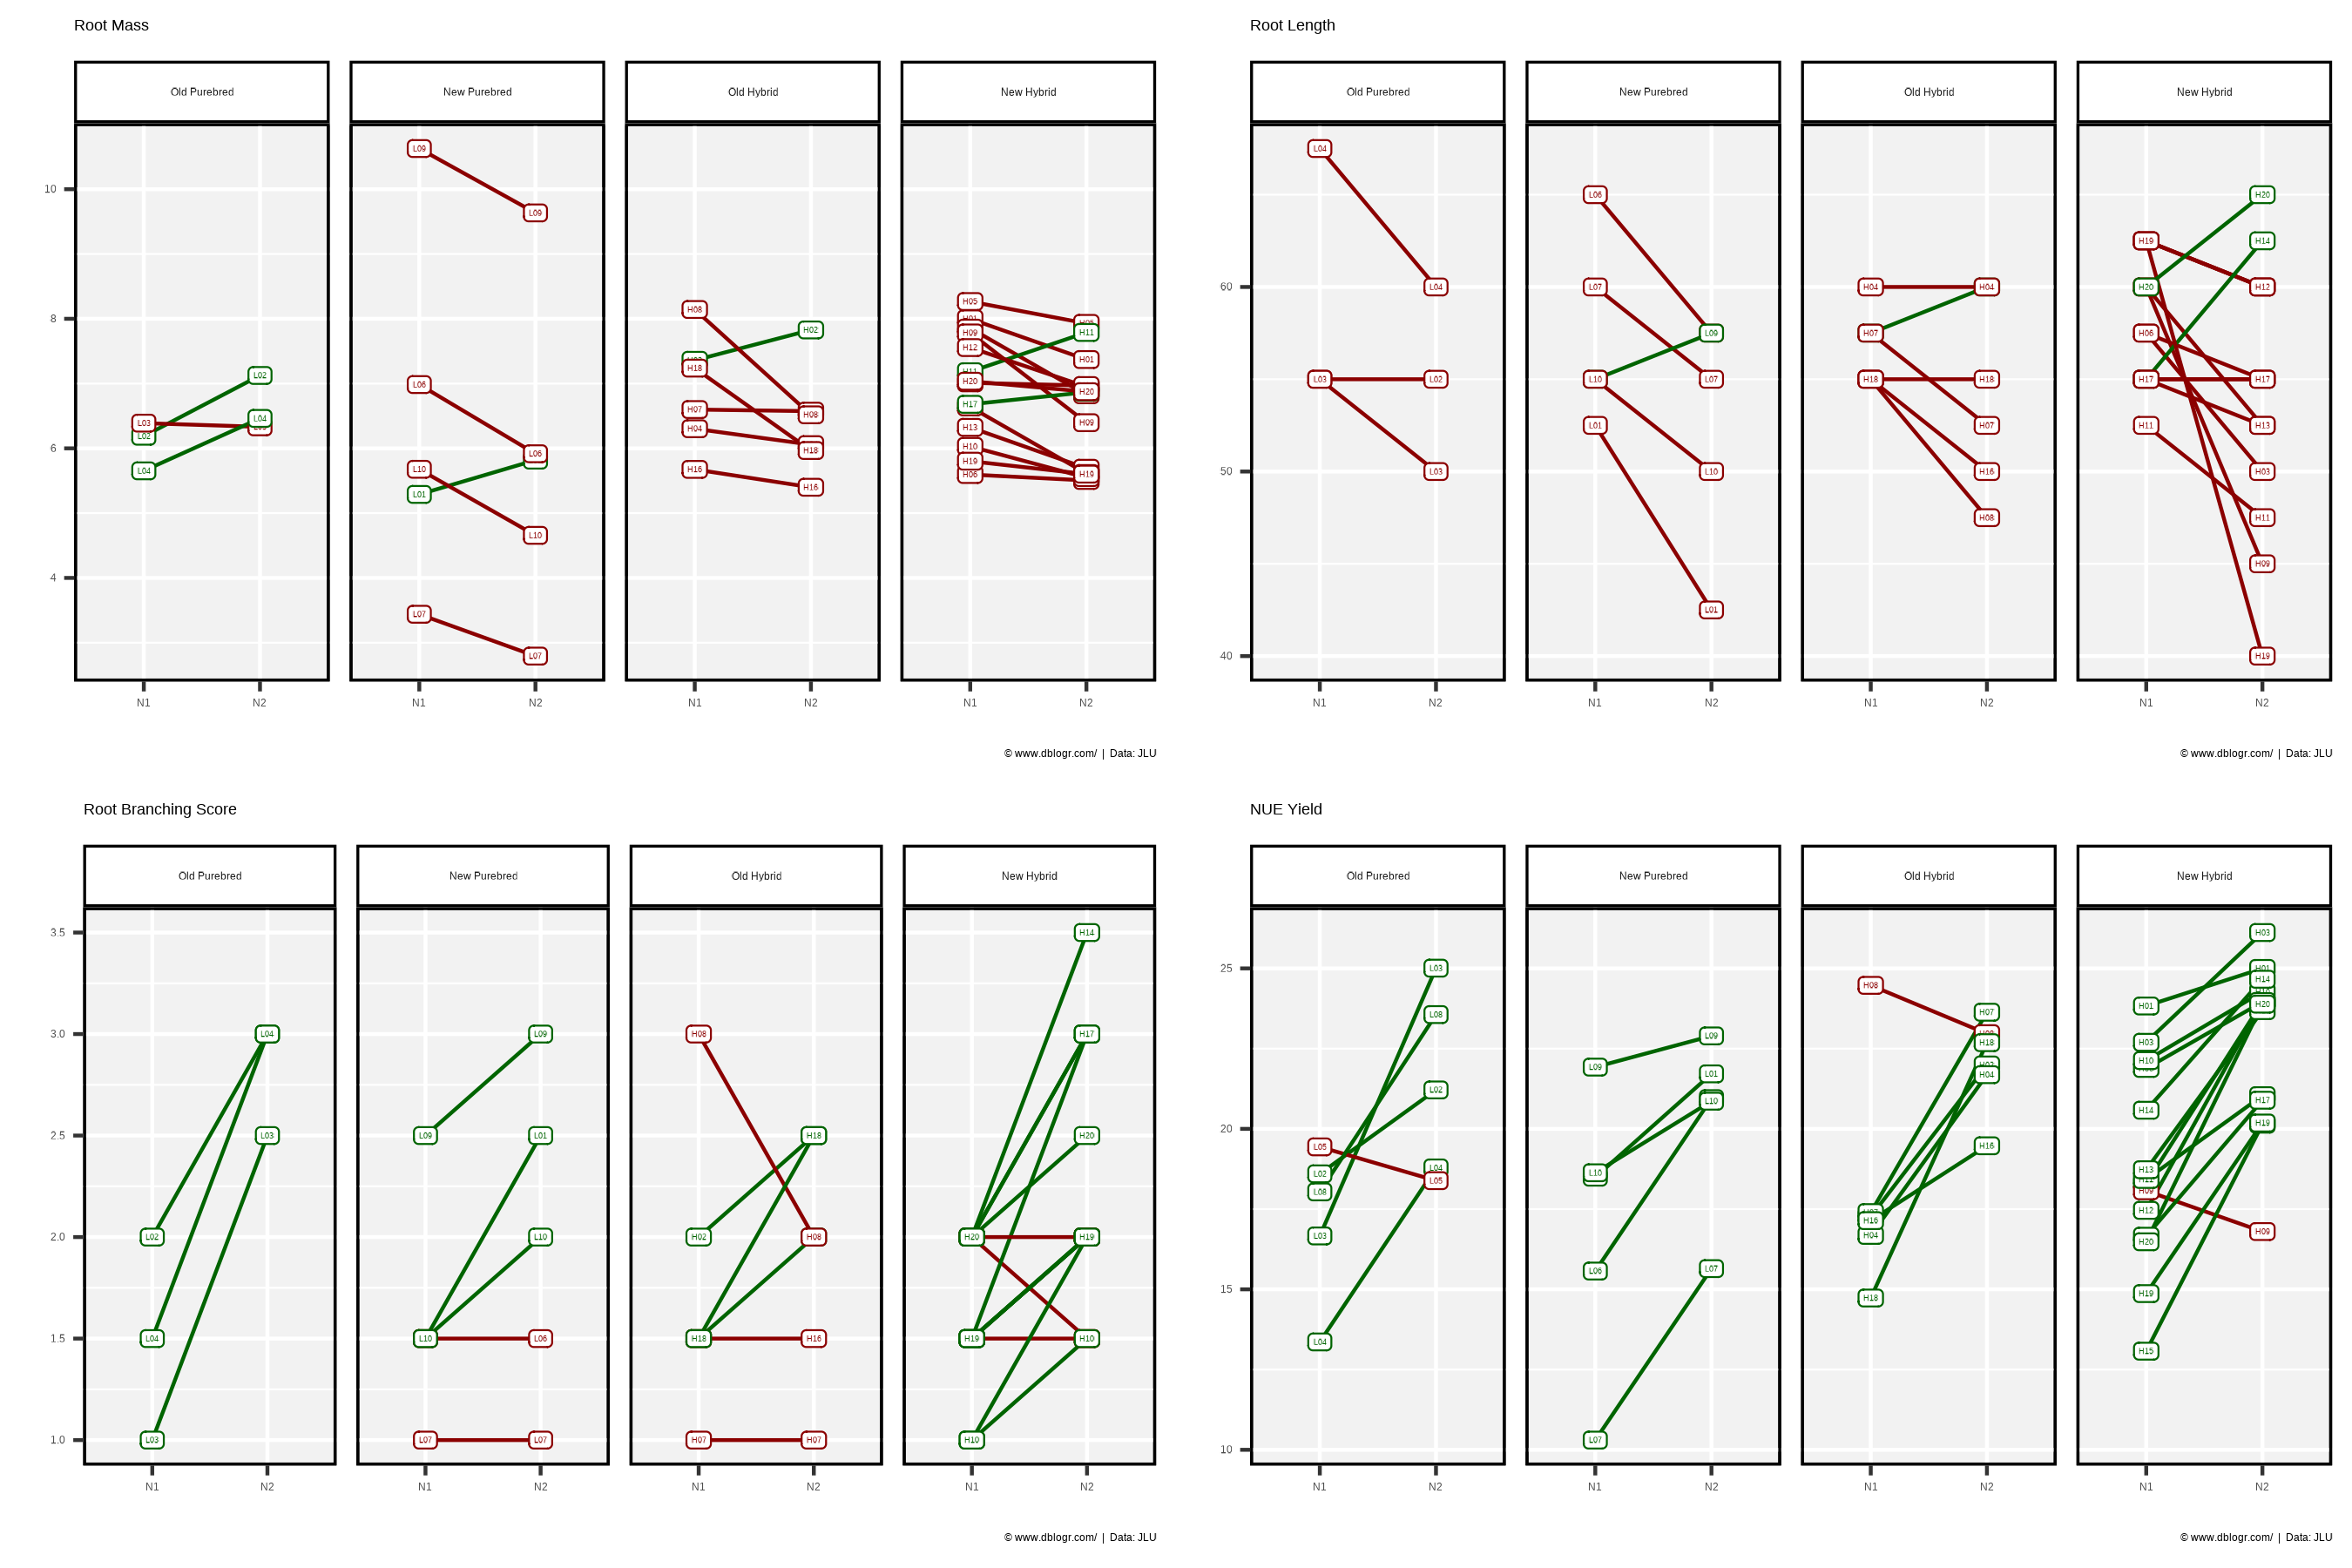 Root Mass
Old Purebred
New Purebred
Old Hybrid
New Hybrid
10
8
6
4
L03
L02
L04
L02
L04
L09
L06
L10
L01
L07
L09
L06
L10
L07
H08
H18
H07
H04
H16
H02
H08
H18
H16
H05
H01
H09
H12
H11
H20
H17
H13
H10
H19
H06
H11
H01
H20
H09
H19
N1
N2
N1
N2
N1
N2
N1
N2
© www.dblogr.com/ | Data: JLU
Root Length
Old Purebred
New Purebred
Old Hybrid
New Hybrid
60
50
40
L04
L03
L04
L02
L03
L06
L07
L10
L01
L09
L07
L10
L01
H04
H07
H18
H04
H18
H07
H16
H08
H19
H20
H06
H17
H11
H20
H14
H12
H17
H13
H03
H11
H09
H19
N1
N2
N1
N2
N1
N2
N1
N2
© www.dblogr.com/ | Data: JLU
Root Branching Score
Old Purebred
New Purebred
Old Hybrid
New Hybrid
3.5
3.0
2.5
2.0
1.5
1.0
L02
L04
L03
L04
L03
L09
L10
L07
L09
L01
L10
L06
L07
H08
H02
H18
H07
H18
H08
H16
H07
H20
H19
H10
H14
H17
H20
H19
H10
N1
N2
N1
N2
N1
N2
N1
N2
© www.dblogr.com/ | Data: JLU
NUE Yield
Old Purebred
New Purebred
Old Hybrid
New Hybrid
25
20
15
10
L05
L02
L08
L03
L04
L03
L08
L02
L04
L05
L09
L10
L06
L07
L09
L01
L10
L07
H08
H16
H04
H18
H07
H18
H04
H16
H01
H03
H10
H14
H13
H09
H12
H20
H19
H15
H03
H01
H14
H20
H17
H19
H09
N1
N2
N1
N2
N1
N2
N1
N2
© www.dblogr.com/ | Data: JLU